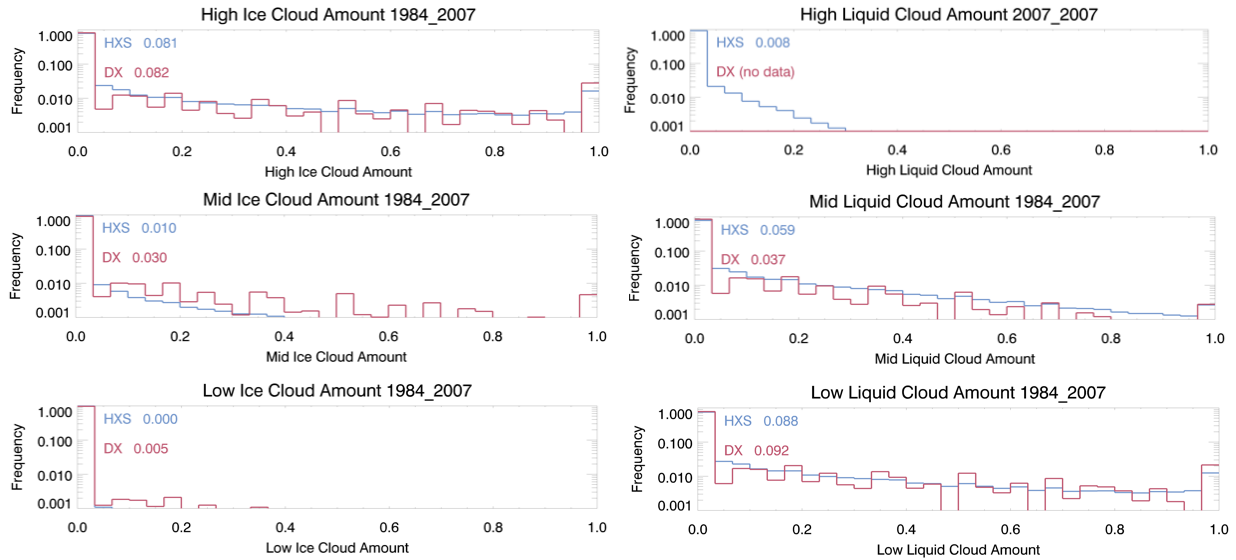 High Ice Cloud Amount 1984_2007
Frequency
1.000
0.100
0.010
0.001
HXS 0.081
DX 0.082
0.0 0.2 0.4 0.6 0.8 1.0
High Ice Cloud Amount
High Liquid Cloud Amount 2007_2007
Frequency
1.000
0.100
0.010
0.001
HXS 0.008
DX (no data)
0.0 0.2 0.4 0.6 0.8 1.0
High Liquid Cloud Amount
Mid Ice Cloud Amount 1984_2007
Frequency
1.000
0.100
0.010
0.001
HXS 0.010
DX 0.030
0.0 0.2 0.4 0.6 0.8 1.0
Mid Ice Cloud Amount
Mid Liquid Cloud Amount 1984_2007
Frequency
1.000
0.100
0.010
0.001
HXS 0.059
DX 0.037
0.0 0.2 0.4 0.6 0.8 1.0
Mid Liquid Cloud Amount
Low Ice Cloud Amount 1984_2007
Frequency
1.000
0.100
0.010
0.001
HXS 0.000
DX 0.005
0.0 0.2 0.4 0.6 0.8 1.0
Low Ice Cloud Amount
Low Liquid Cloud Amount 1984_2007
Frequency
1.000
0.100
0.010
0.001
HXS 0.088
DX 0.092
0.0 0.2 0.4 0.6 0.8 1.0
Low Liquid Cloud Amount